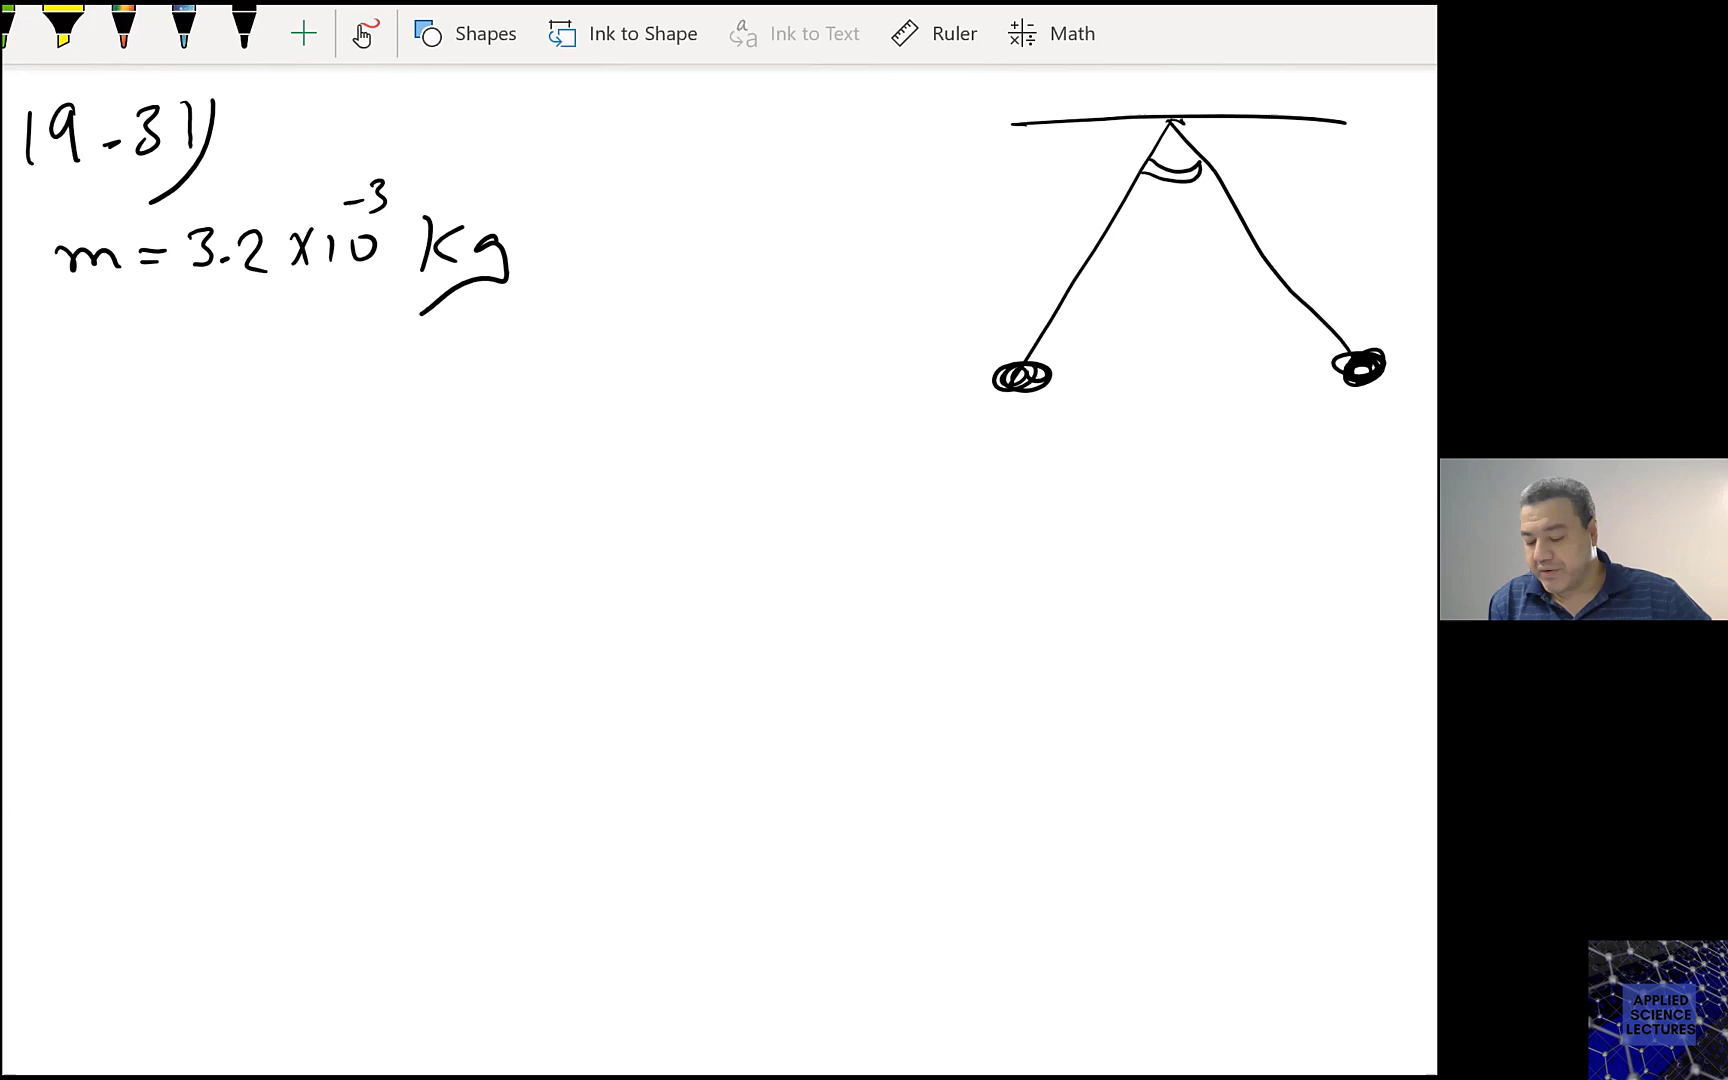 Shapes
Ink to Shape
Ink to Text
Ruler
Math
19-31)
m = 3.2 × 10⁻³ Kg
APPLIED
SCIENCE
LECTURES